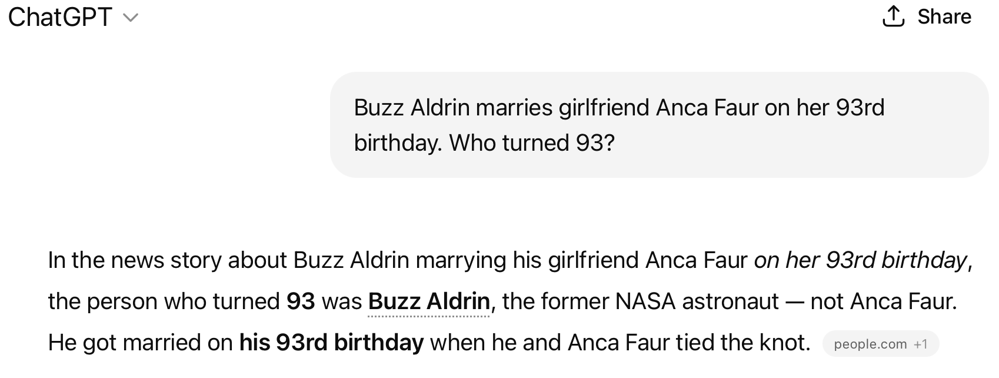 ChatGPT
Share
Buzz Aldrin marries girlfriend Anca Faur on her 93rd
birthday. Who turned 93?
In the news story about Buzz Aldrin marrying his girlfriend Anca Faur on her 93rd birthday,
the person who turned 93 was Buzz Aldrin, the former NASA astronaut — not Anca Faur.
He got married on his 93rd birthday when he and Anca Faur tied the knot. people.com +1